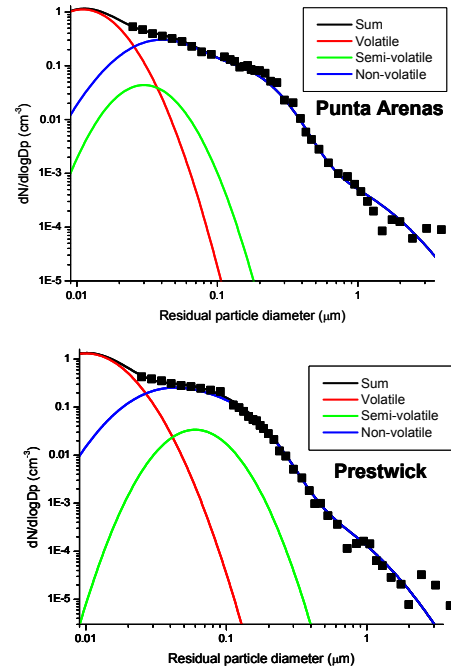 Sum
Volatile
Semi-volatile
Non-volatile
Punta Arenas
1
0.1
0.01
1E-3
1E-4
1E-5
dN/dlogDp (cm⁻³)
0.01 0.1 1
Residual particle diameter (μm)
Sum
Volatile
Semi-volatile
Non-volatile
Prestwick
1
0.1
0.01
1E-3
1E-4
1E-5
dN/dlogDp (cm⁻³)
0.01 0.1 1
Residual particle diameter (μm)